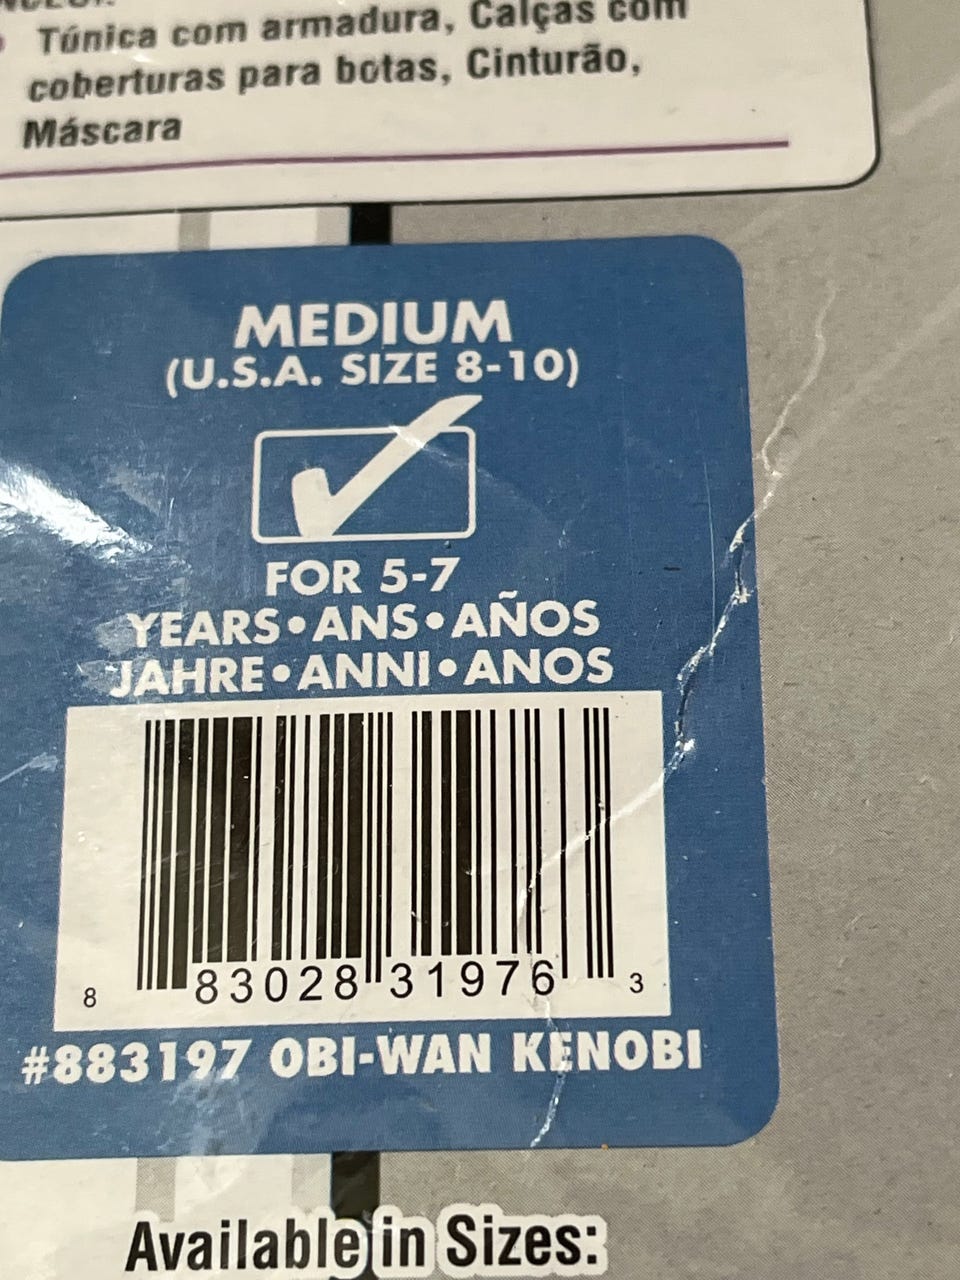 Túnica com armadura, Calças com
coberturas para botas, Cinturão,
Máscara
MEDIUM
(U.S.A. SIZE 8-10)
FOR 5-7
YEARS•ANS•AÑOS
JAHRE•ANNI•ANOS
8 83028 31976 3
#883197 OBI-WAN KENOBI
Available in Sizes: